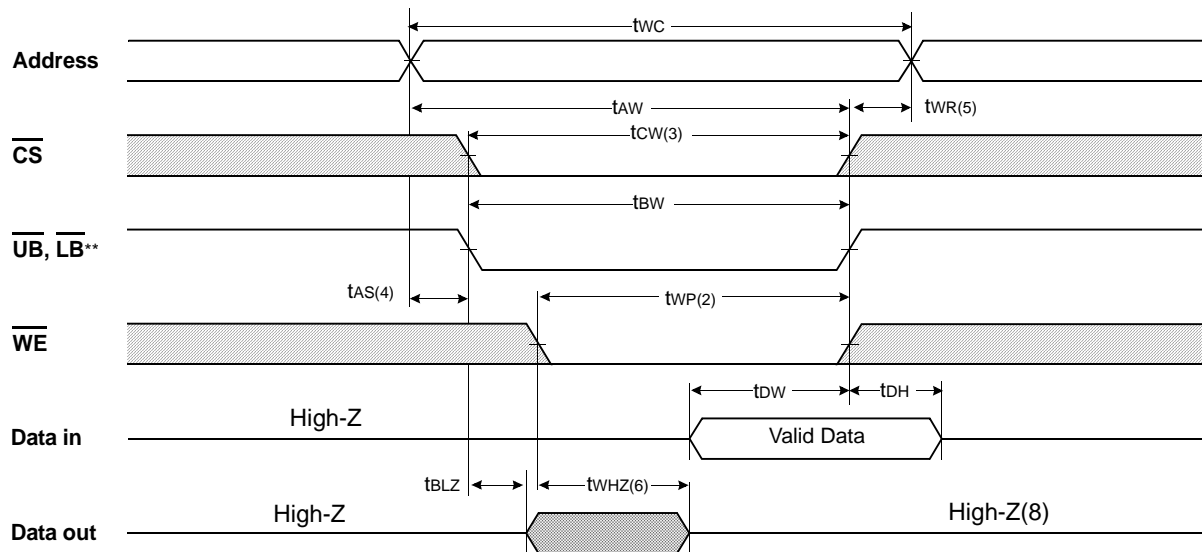 tWC
Address
tAW
tWR(5)
tCW(3)
CS
tBW
UB, LB**
tAS(4)
tWP(2)
WE
tDW
tDH
High-Z
Data in
Valid Data
tBLZ
tWHZ(6)
High-Z
High-Z(8)
Data out